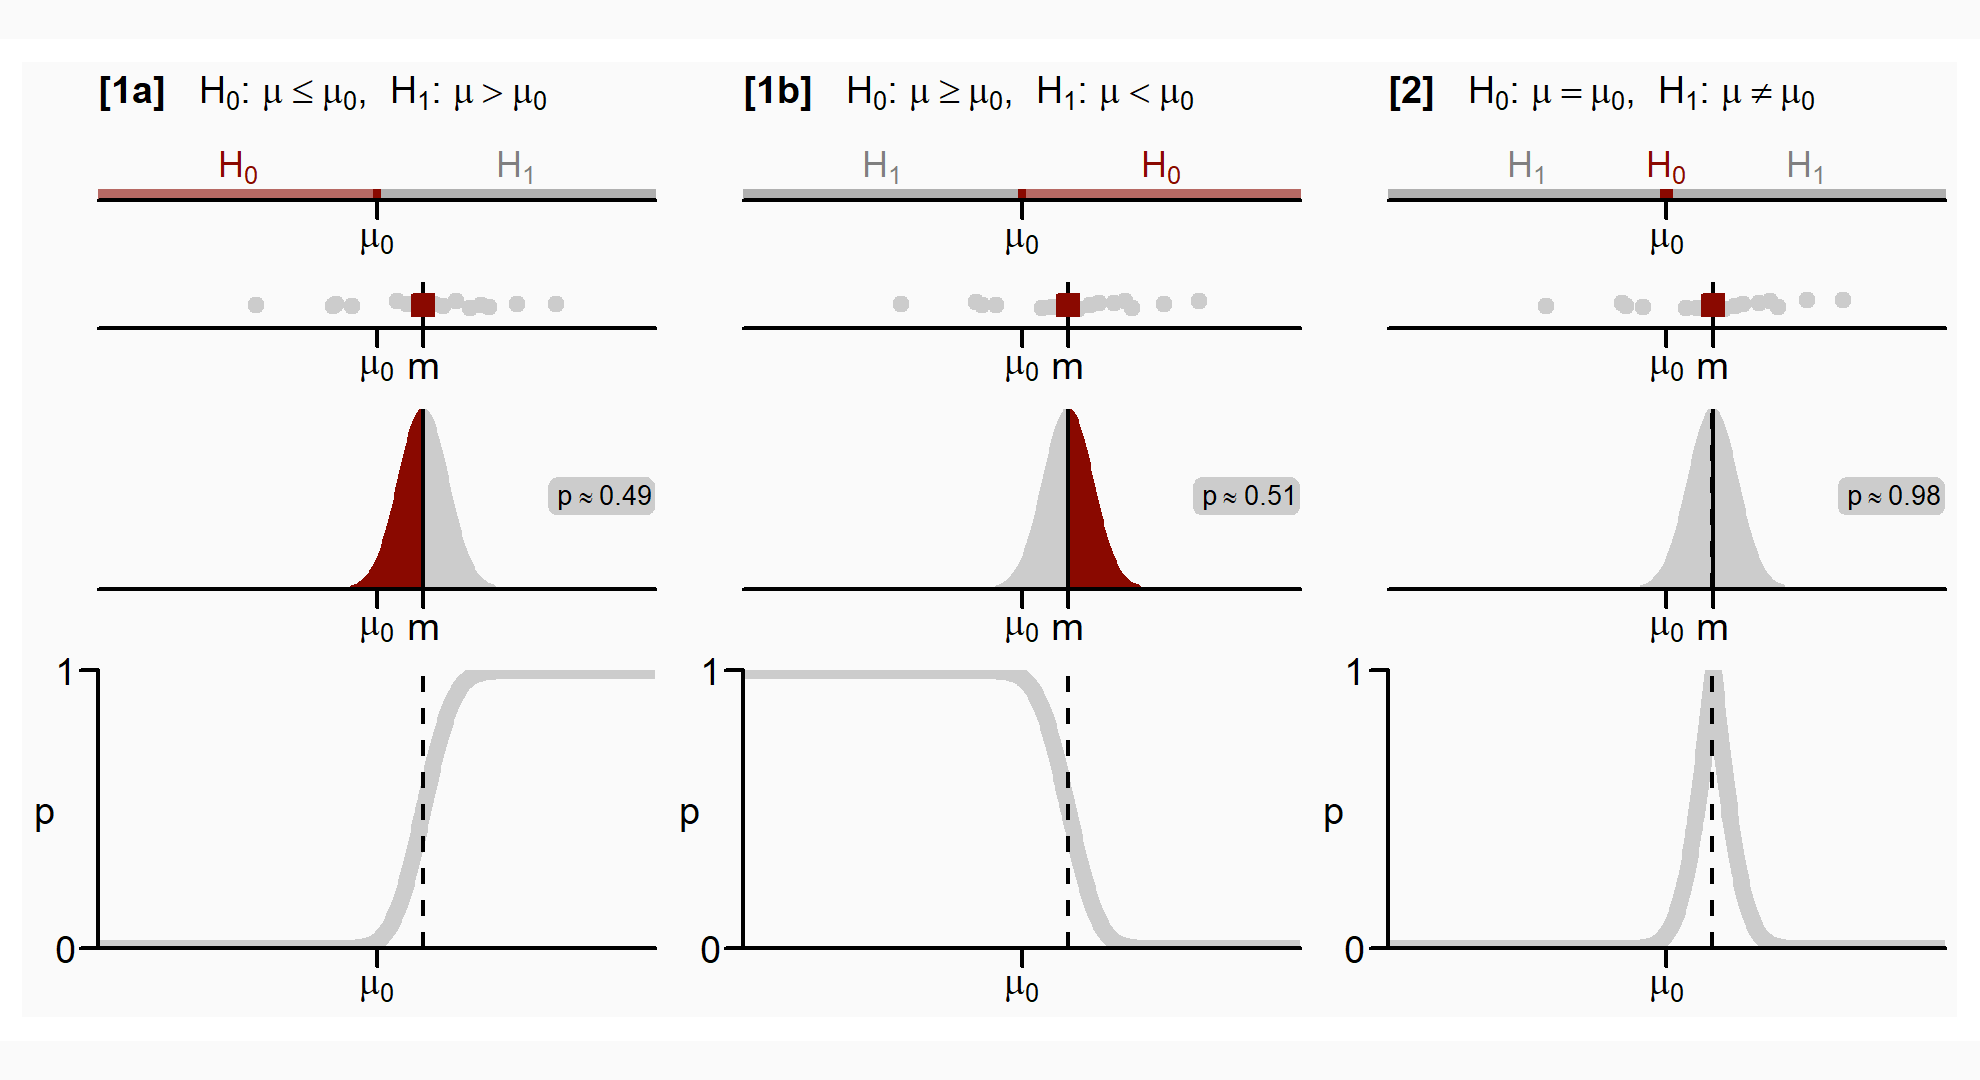 [1a] H₀: μ ≤ μ₀, H₁: μ > μ₀
H₀ H₁
μ₀
μ₀ m
p ≈ 0.49
μ₀ m
1
p
0
μ₀
[1b] H₀: μ ≥ μ₀, H₁: μ < μ₀
H₁ H₀
μ₀
μ₀ m
p ≈ 0.51
μ₀ m
1
p
0
μ₀
[2] H₀: μ = μ₀, H₁: μ ≠ μ₀
H₁ H₀ H₁
μ₀
μ₀ m
p ≈ 0.98
μ₀ m
1
p
0
μ₀